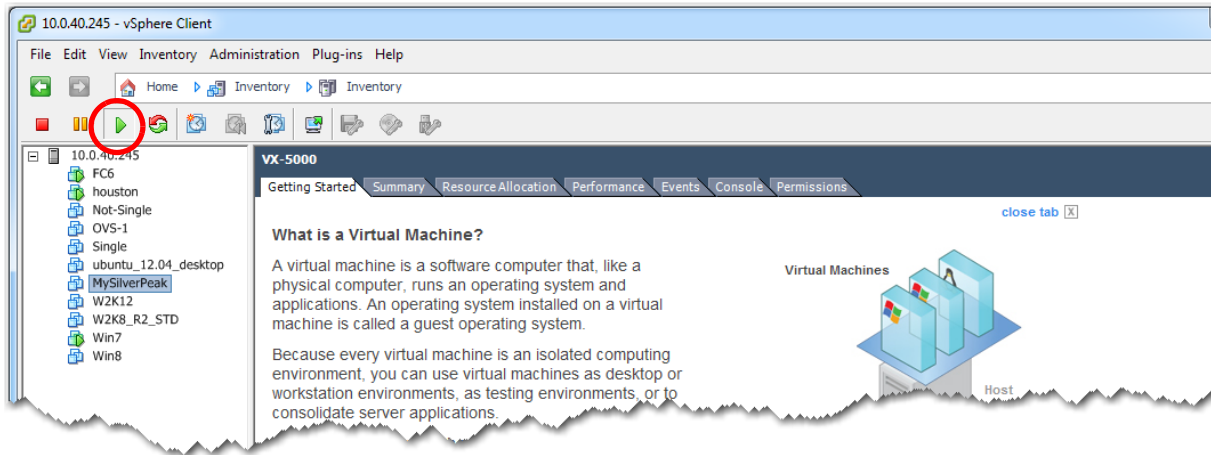 10.0.40.245 - vSphere Client
File Edit View Inventory Administration Plug-ins Help
Home Inventory Inventory
10.0.40.245
FC6
houston
Not-Single
OVS-1
Single
ubuntu_12.04_desktop
MySilverPeak
W2K12
W2K8_R2_STD
Win7
Win8
VX-5000
Getting Started Summary Resource Allocation Performance Events Console Permissions
close tab X
What is a Virtual Machine?
A virtual machine is a software computer that, like a
physical computer, runs an operating system and
applications. An operating system installed on a virtual
machine is called a guest operating system.
Because every virtual machine is an isolated computing
environment, you can use virtual machines as desktop or
workstation environments, as testing environments, or to
consolidate server applications.
Virtual Machines
Host